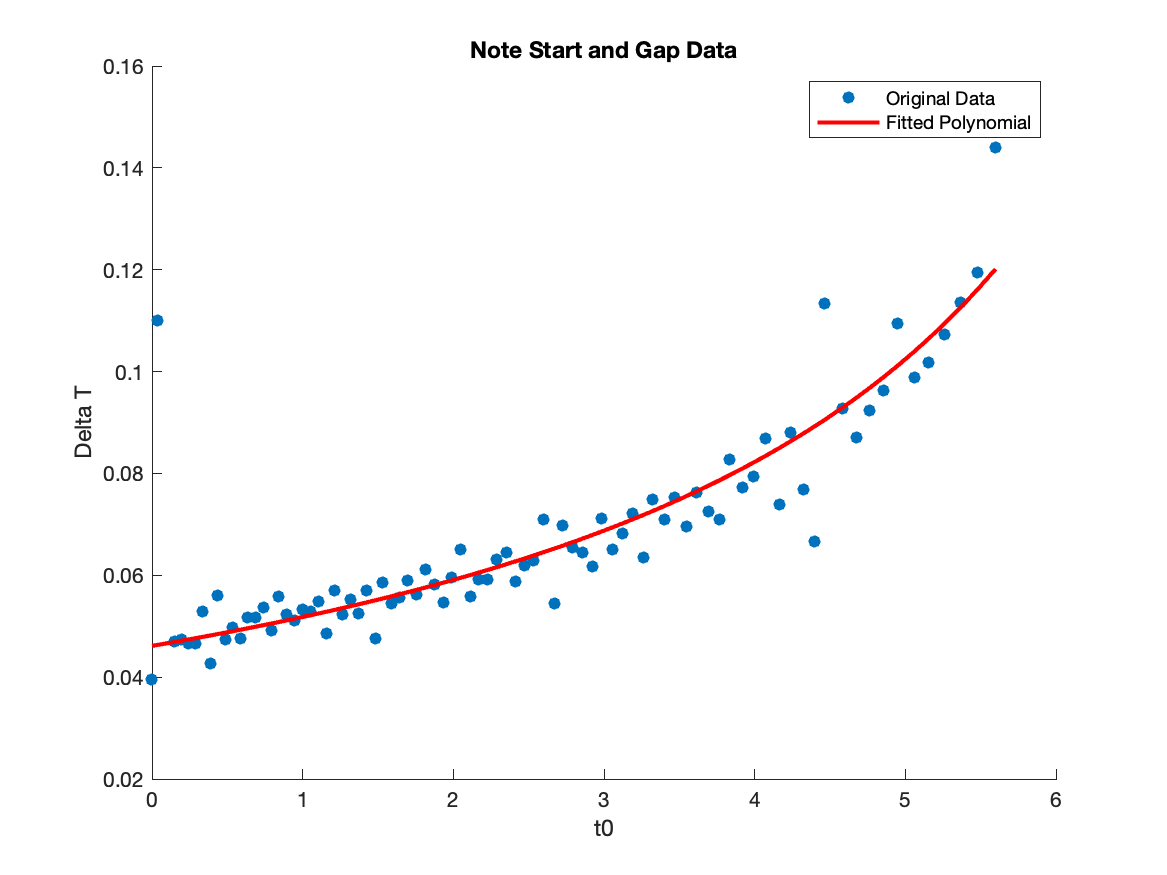 Note Start and Gap Data
Original Data
Fitted Polynomial
0.16
0.14
0.12
0.1
0.08
0.06
0.04
0.02
Delta T
0 1 2 3 4 5 6
t0